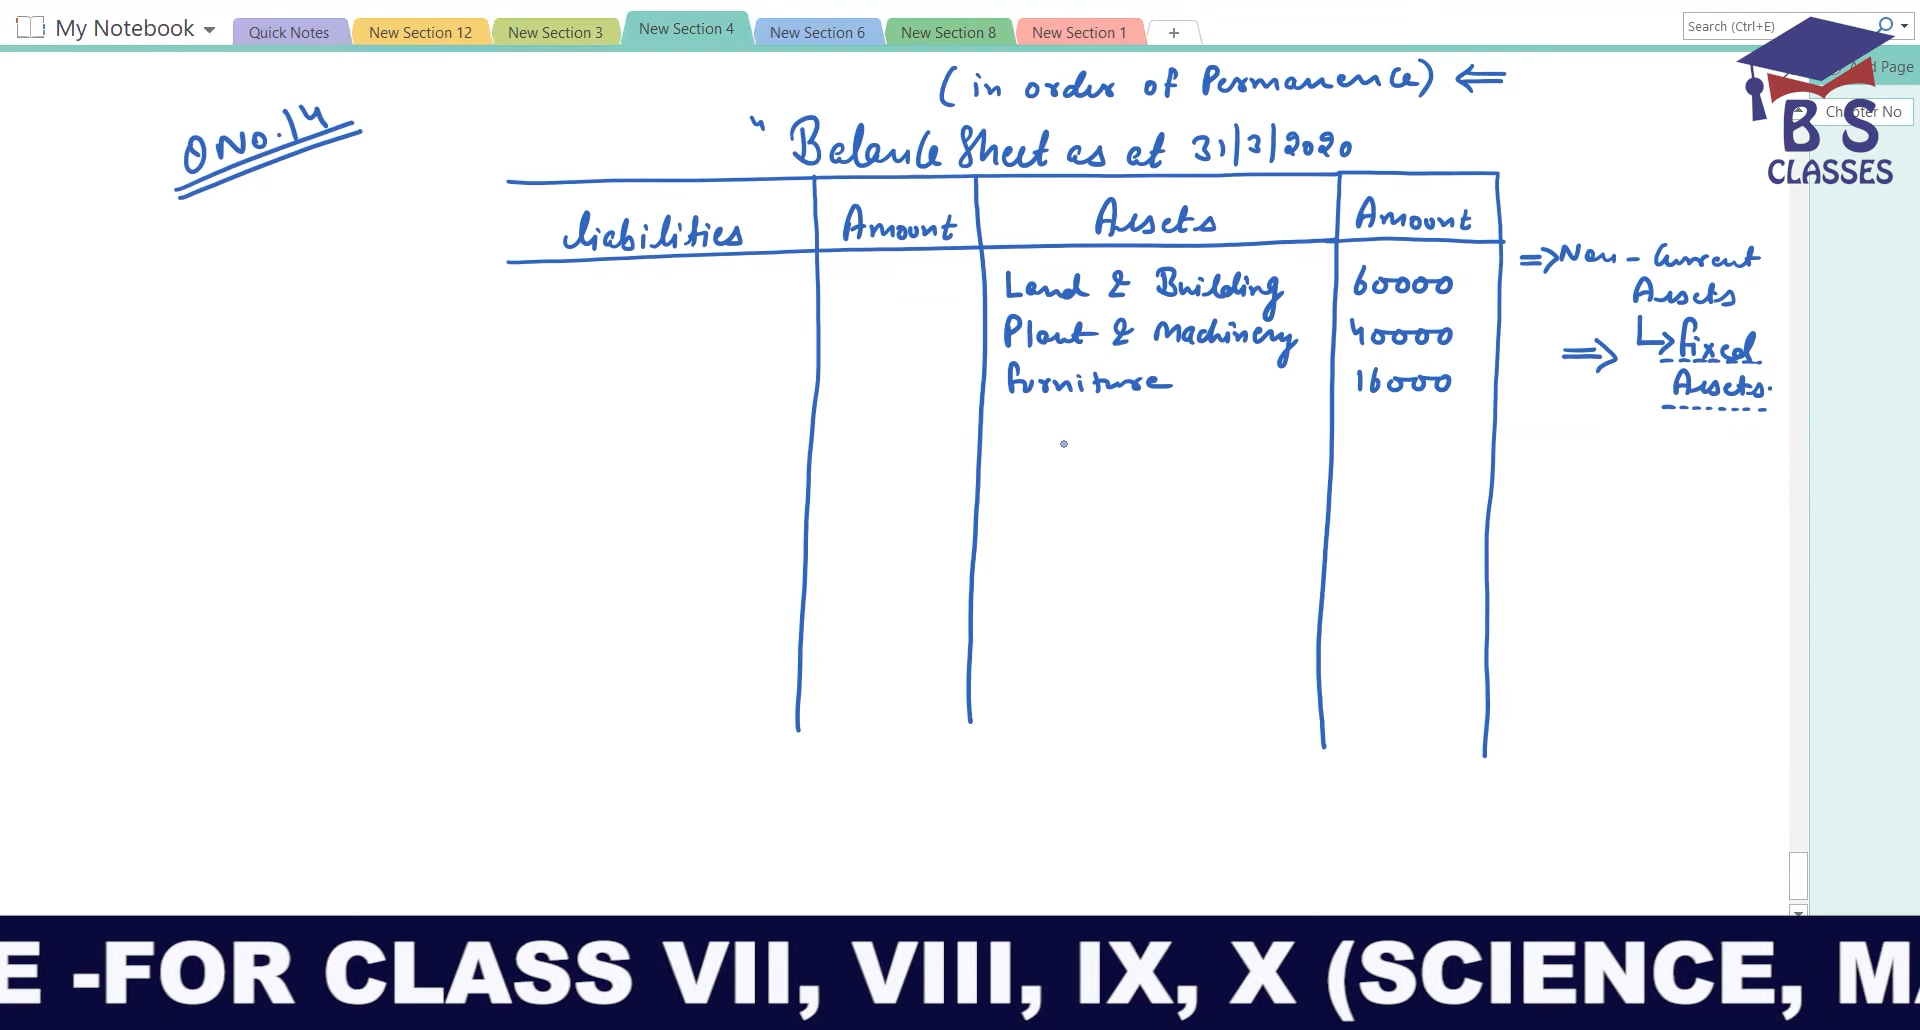 My Notebook
Quick Notes
New Section 12
New Section 3
New Section 4
New Section 6
New Section 8
New Section 1
+
Search (Ctrl+E)
d Page
Chapter No
B S
CLASSES
(in order of Permanence) ⇐
Q No. 14
" Balance Sheet as at 31/3/2020
Liabilities Amount Assets Amount
Land & Building 60000
Plant & Machinery 40000
Furniture 16000
⇒ Non-Current
Assets
↳ fixed
⇒ Assets.
E -FOR CLASS VII, VIII, IX, X (SCIENCE, MA